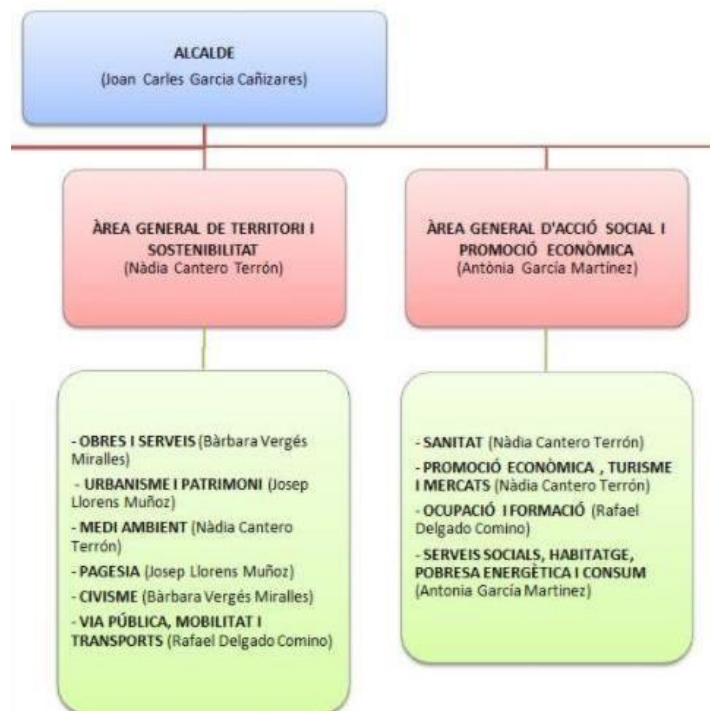 ALCALDE
(Joan Carles Garcia Cañizares)
ÀREA GENERAL DE TERRITORI I
SOSTENIBILITAT
(Nàdia Cantero Terrón)
ÀREA GENERAL D'ACCIÓ SOCIAL I
PROMOCIÓ ECONÒMICA
(Antònia García Martínez)
- OBRES I SERVEIS (Bàrbara Vergés
Miralles)
- URBANISME I PATRIMONI (Josep
Llorens Muñoz)
- MEDI AMBIENT (Nàdia Cantero
Terrón)
- PAGESIA (Josep Llorens Muñoz)
- CIVISME (Bàrbara Vergés Miralles)
- VIA PÚBLICA, MOBILITAT I
TRANSPORTS (Rafael Delgado Comino)
- SANITAT (Nàdia Cantero Terrón)
- PROMOCIÓ ECONÒMICA , TURISME
I MERCATS (Nàdia Cantero Terrón)
- OCUPACIÓ I FORMACIÓ (Rafael
Delgado Comino)
- SERVEIS SOCIALS, HABITATGE,
POBRESA ENERGÈTICA I CONSUM
(Antonia García Martinez)